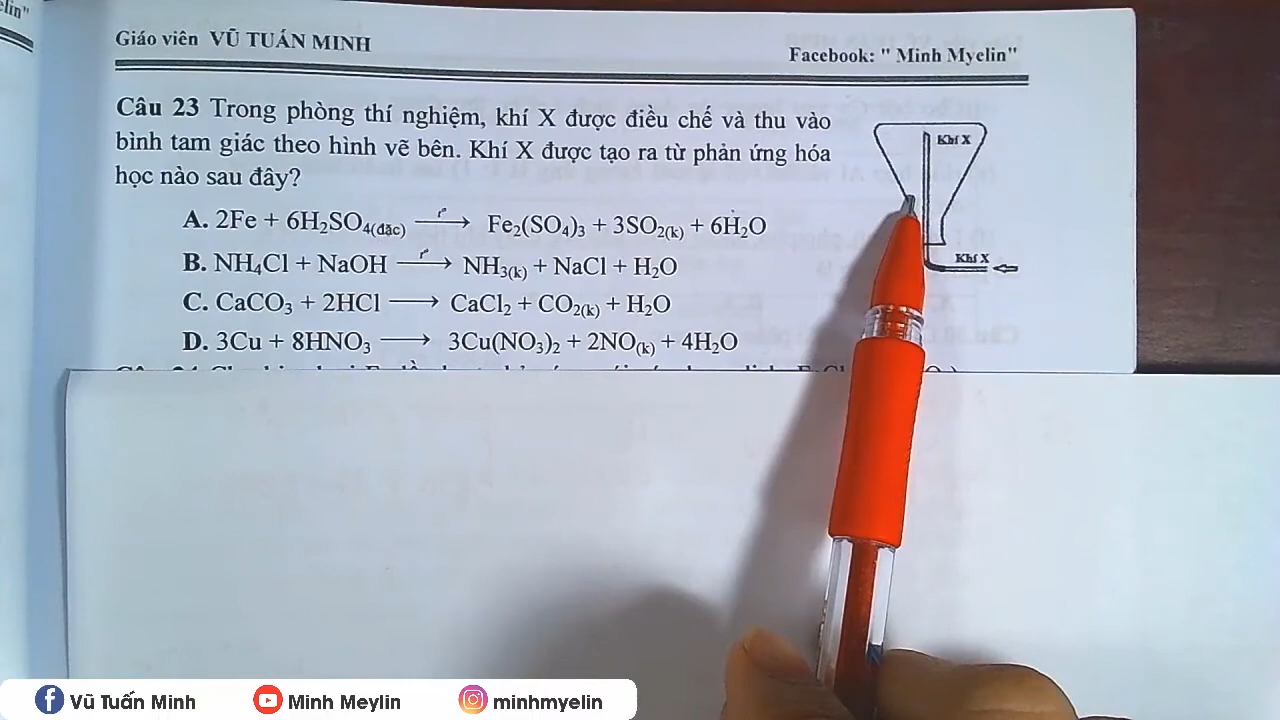 elin"
Giáo viên VŨ TUẤN MINH
Facebook: " Minh Myelin"
Câu 23 Trong phòng thí nghiệm, khí X được điều chế và thu vào
bình tam giác theo hình vẽ bên. Khí X được tạo ra từ phản ứng hóa
học nào sau đây?
Khí X
Khí X
A. 2Fe + 6H₂SO₄(đặc) —t°→ Fe₂(SO₄)₃ + 3SO₂(k) + 6H₂O
B. NH₄Cl + NaOH —t°→ NH₃(k) + NaCl + H₂O
C. CaCO₃ + 2HCl ⟶ CaCl₂ + CO₂(k) + H₂O
D. 3Cu + 8HNO₃ ⟶ 3Cu(NO₃)₂ + 2NO(k) + 4H₂O
Vũ Tuấn Minh Minh Meylin minhmyelin